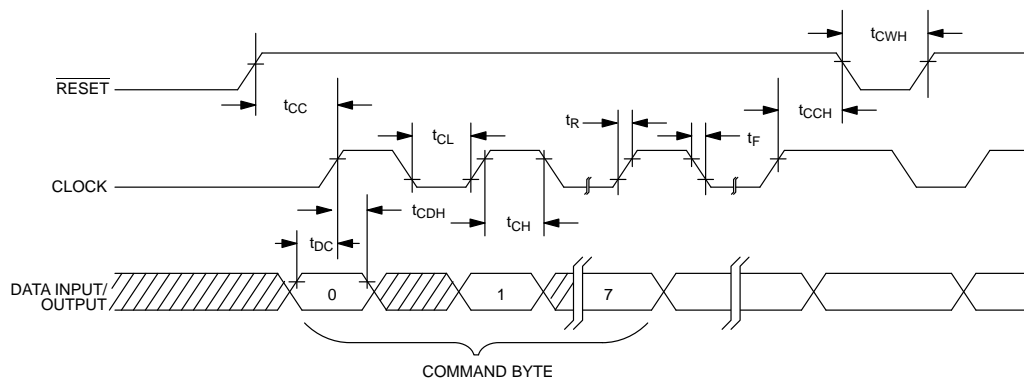 tCWH
RESET
tCC
tCCH
tCL
tR
tF
CLOCK
tCDH
tCH
tDC
DATA INPUT/
OUTPUT
0
1
7
COMMAND BYTE